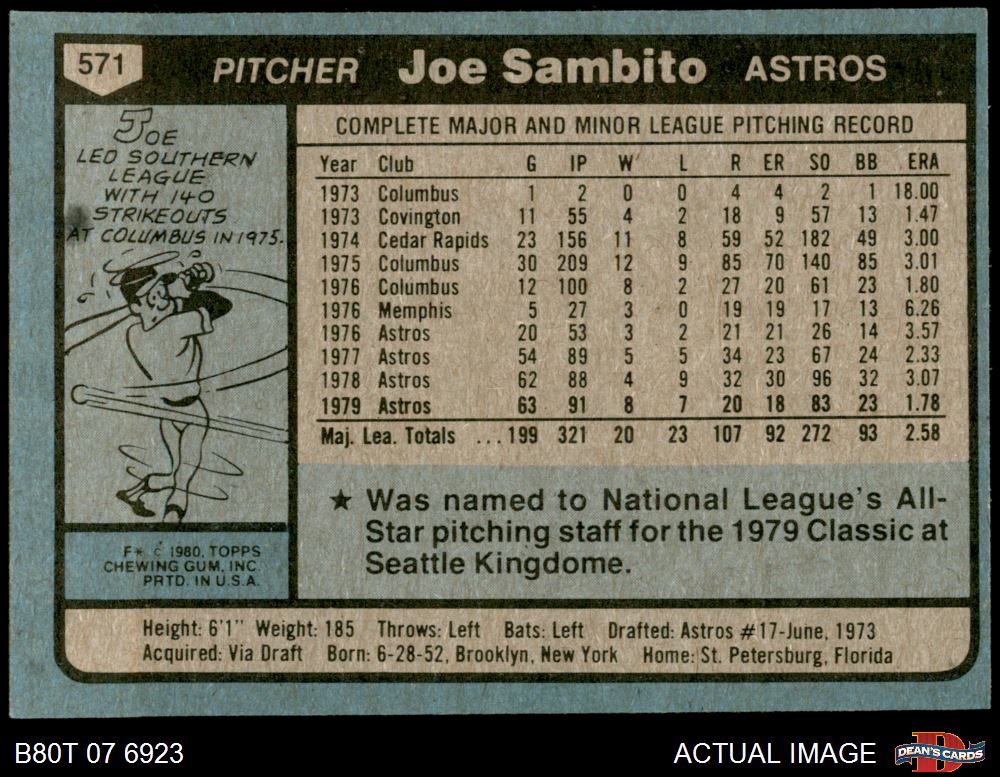 571 PITCHER Joe Sambito ASTROS
JOE
LED SOUTHERN
LEAGUE
WITH 140
STRIKEOUTS
AT COLUMBUS IN 1975.
COMPLETE MAJOR AND MINOR LEAGUE PITCHING RECORD
Year Club G IP W L R ER SO BB ERA
1973 Columbus 1 2 0 0 4 4 2 1 18.00
1973 Covington 11 55 4 2 18 9 57 13 1.47
1974 Cedar Rapids 23 156 11 8 59 52 182 49 3.00
1975 Columbus 30 209 12 9 85 70 140 85 3.01
1976 Columbus 12 100 8 2 27 20 61 23 1.80
1976 Memphis 5 27 3 0 19 19 17 13 6.26
1976 Astros 20 53 3 2 21 21 26 14 3.57
1977 Astros 54 89 5 5 34 23 67 24 2.33
1978 Astros 62 88 4 9 32 30 96 32 3.07
1979 Astros 63 91 8 7 20 18 83 23 1.78
Maj. Lea. Totals ...199 321 20 23 107 92 272 93 2.58
★ Was named to National League's All-
Star pitching staff for the 1979 Classic at
Seattle Kingdome.
F* © 1980, TOPPS
CHEWING GUM, INC.
PRTD. IN U.S.A.
Height: 6'1" Weight: 185 Throws: Left Bats: Left Drafted: Astros #17-June, 1973
Acquired: Via Draft Born: 6-28-52, Brooklyn, New York Home: St. Petersburg, Florida
B80T 07 6923 ACTUAL IMAGE D DEAN'S CARDS